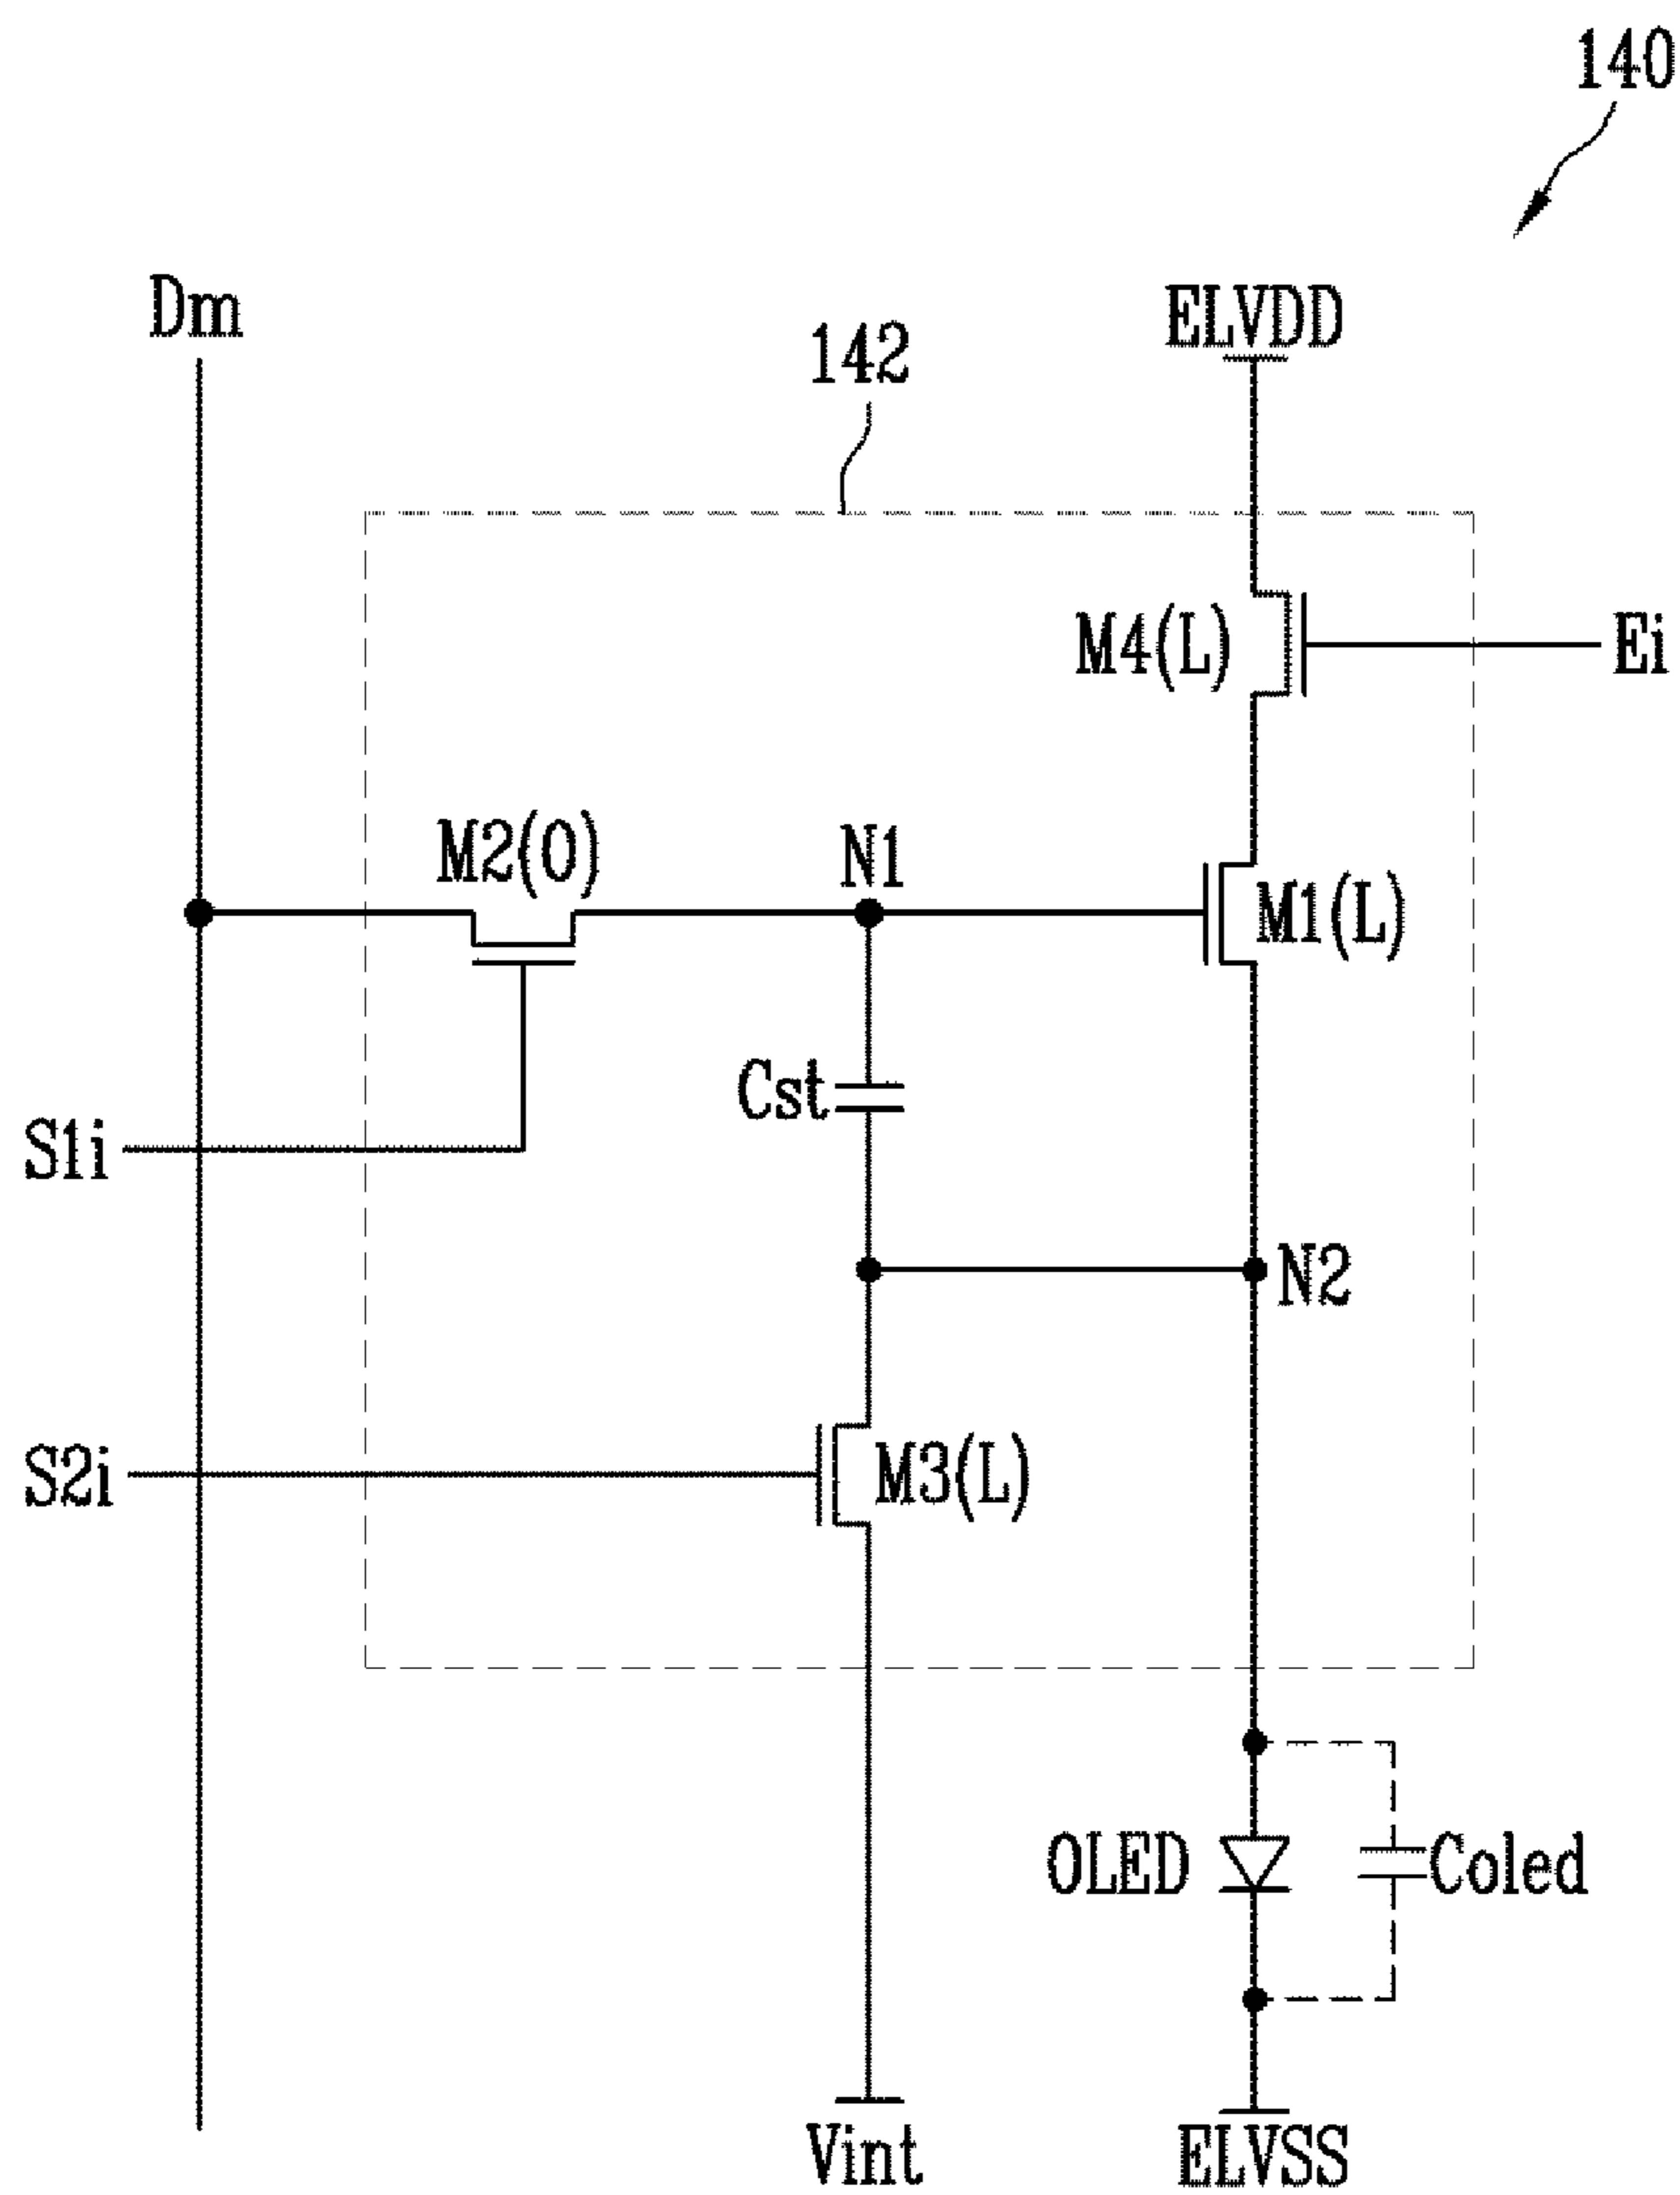 140
Dm
ELVDD
142
M4(L)
Ei
M2(O)
N1
M1(L)
Cst
S1i
N2
S2i
M3(L)
OLED
Coled
Vint
ELVSS